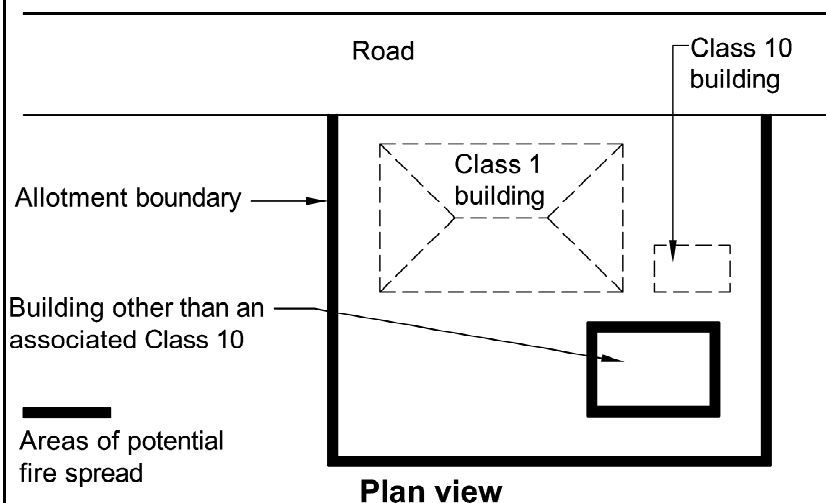 Road
Class 10
building
Class 1
building
Allotment boundary
Building other than an
associated Class 10
Areas of potential
fire spread
Plan view